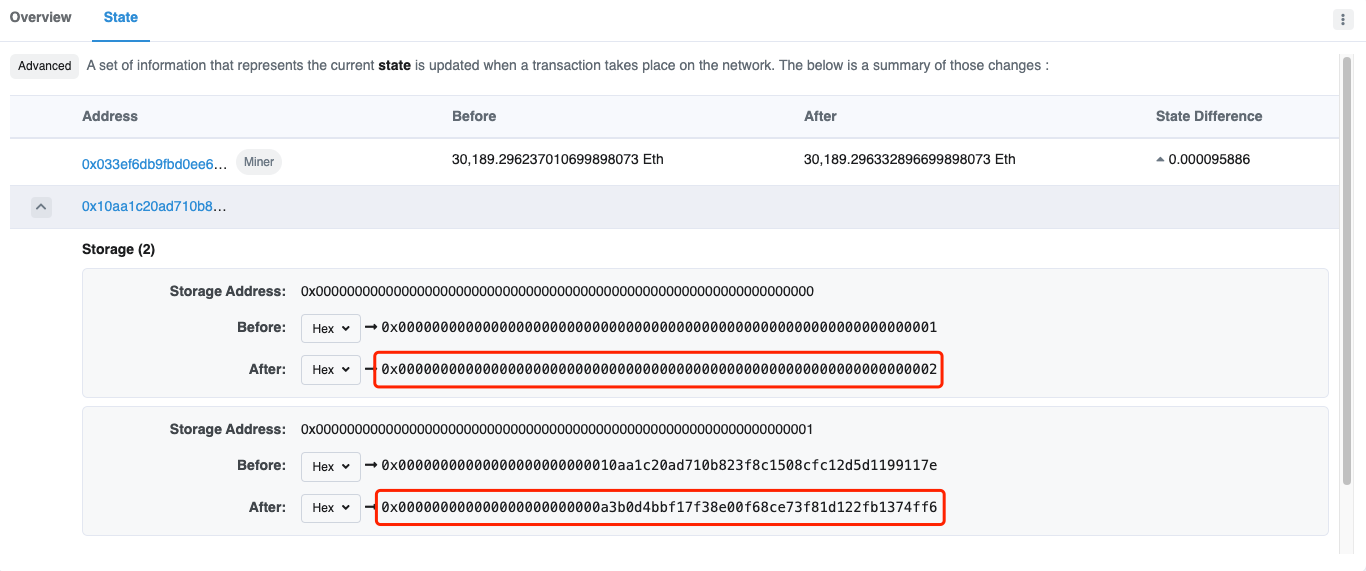 Overview State
Advanced A set of information that represents the current state is updated when a transaction takes place on the network. The below is a summary of those changes :
Address Before After State Difference
0x033ef6db9fbd0ee6... Miner 30,189.296237010699898073 Eth 30,189.296332896699898073 Eth 0.000095886
0x10aa1c20ad710b8...
Storage (2)
Storage Address: 0x0000000000000000000000000000000000000000000000000000000000000000
Before: Hex 0x0000000000000000000000000000000000000000000000000000000000000001
After: Hex 0x0000000000000000000000000000000000000000000000000000000000000002
Storage Address: 0x0000000000000000000000000000000000000000000000000000000000000001
Before: Hex 0x00000000000000000000000010aa1c20ad710b823f8c1508cfc12d5d1199117e
After: Hex 0x000000000000000000000000a3b0d4bbf17f38e00f68ce73f81d122fb1374ff6